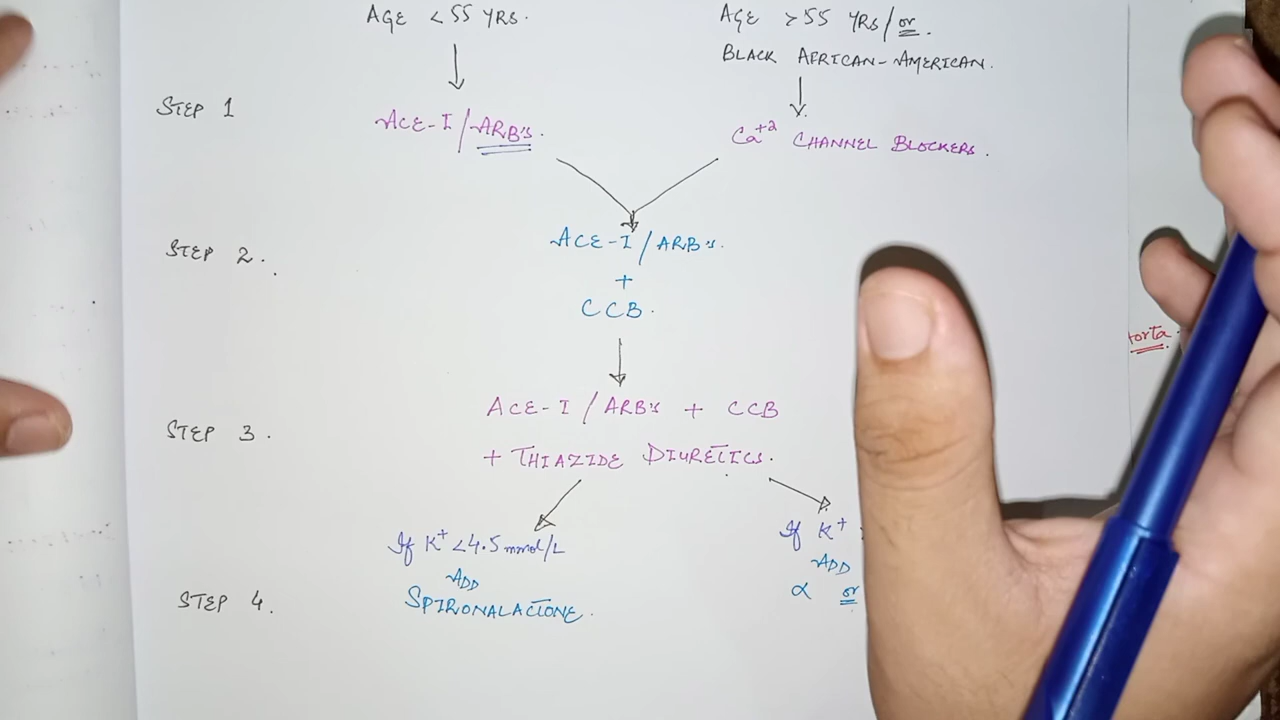 AGE < 55 YRS.
AGE > 55 YRS/or.
BLACK AFRICAN-AMERICAN.
STEP 1
ACE-I/ARB'S.
Ca+2 CHANNEL BLOCKERS.
STEP 2.
ACE-I/ARB's.
+
CCB.
STEP 3.
ACE-I/ARB's + CCB
+ THIAZIDE DIURETICS.
If K+ <4.5 mmol/L
ADD
SPIRONALACTONE.
If K+
ADD
α or
STEP 4.
orta.